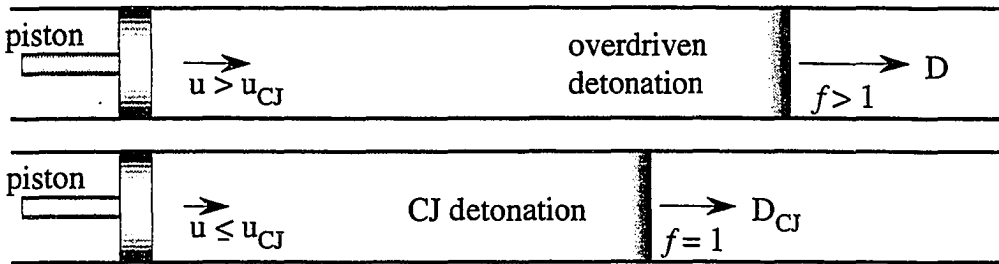 piston
overdriven
detonation
u > u_CJ
f > 1
D
piston
CJ detonation
u ≤ u_CJ
f = 1
D_CJ